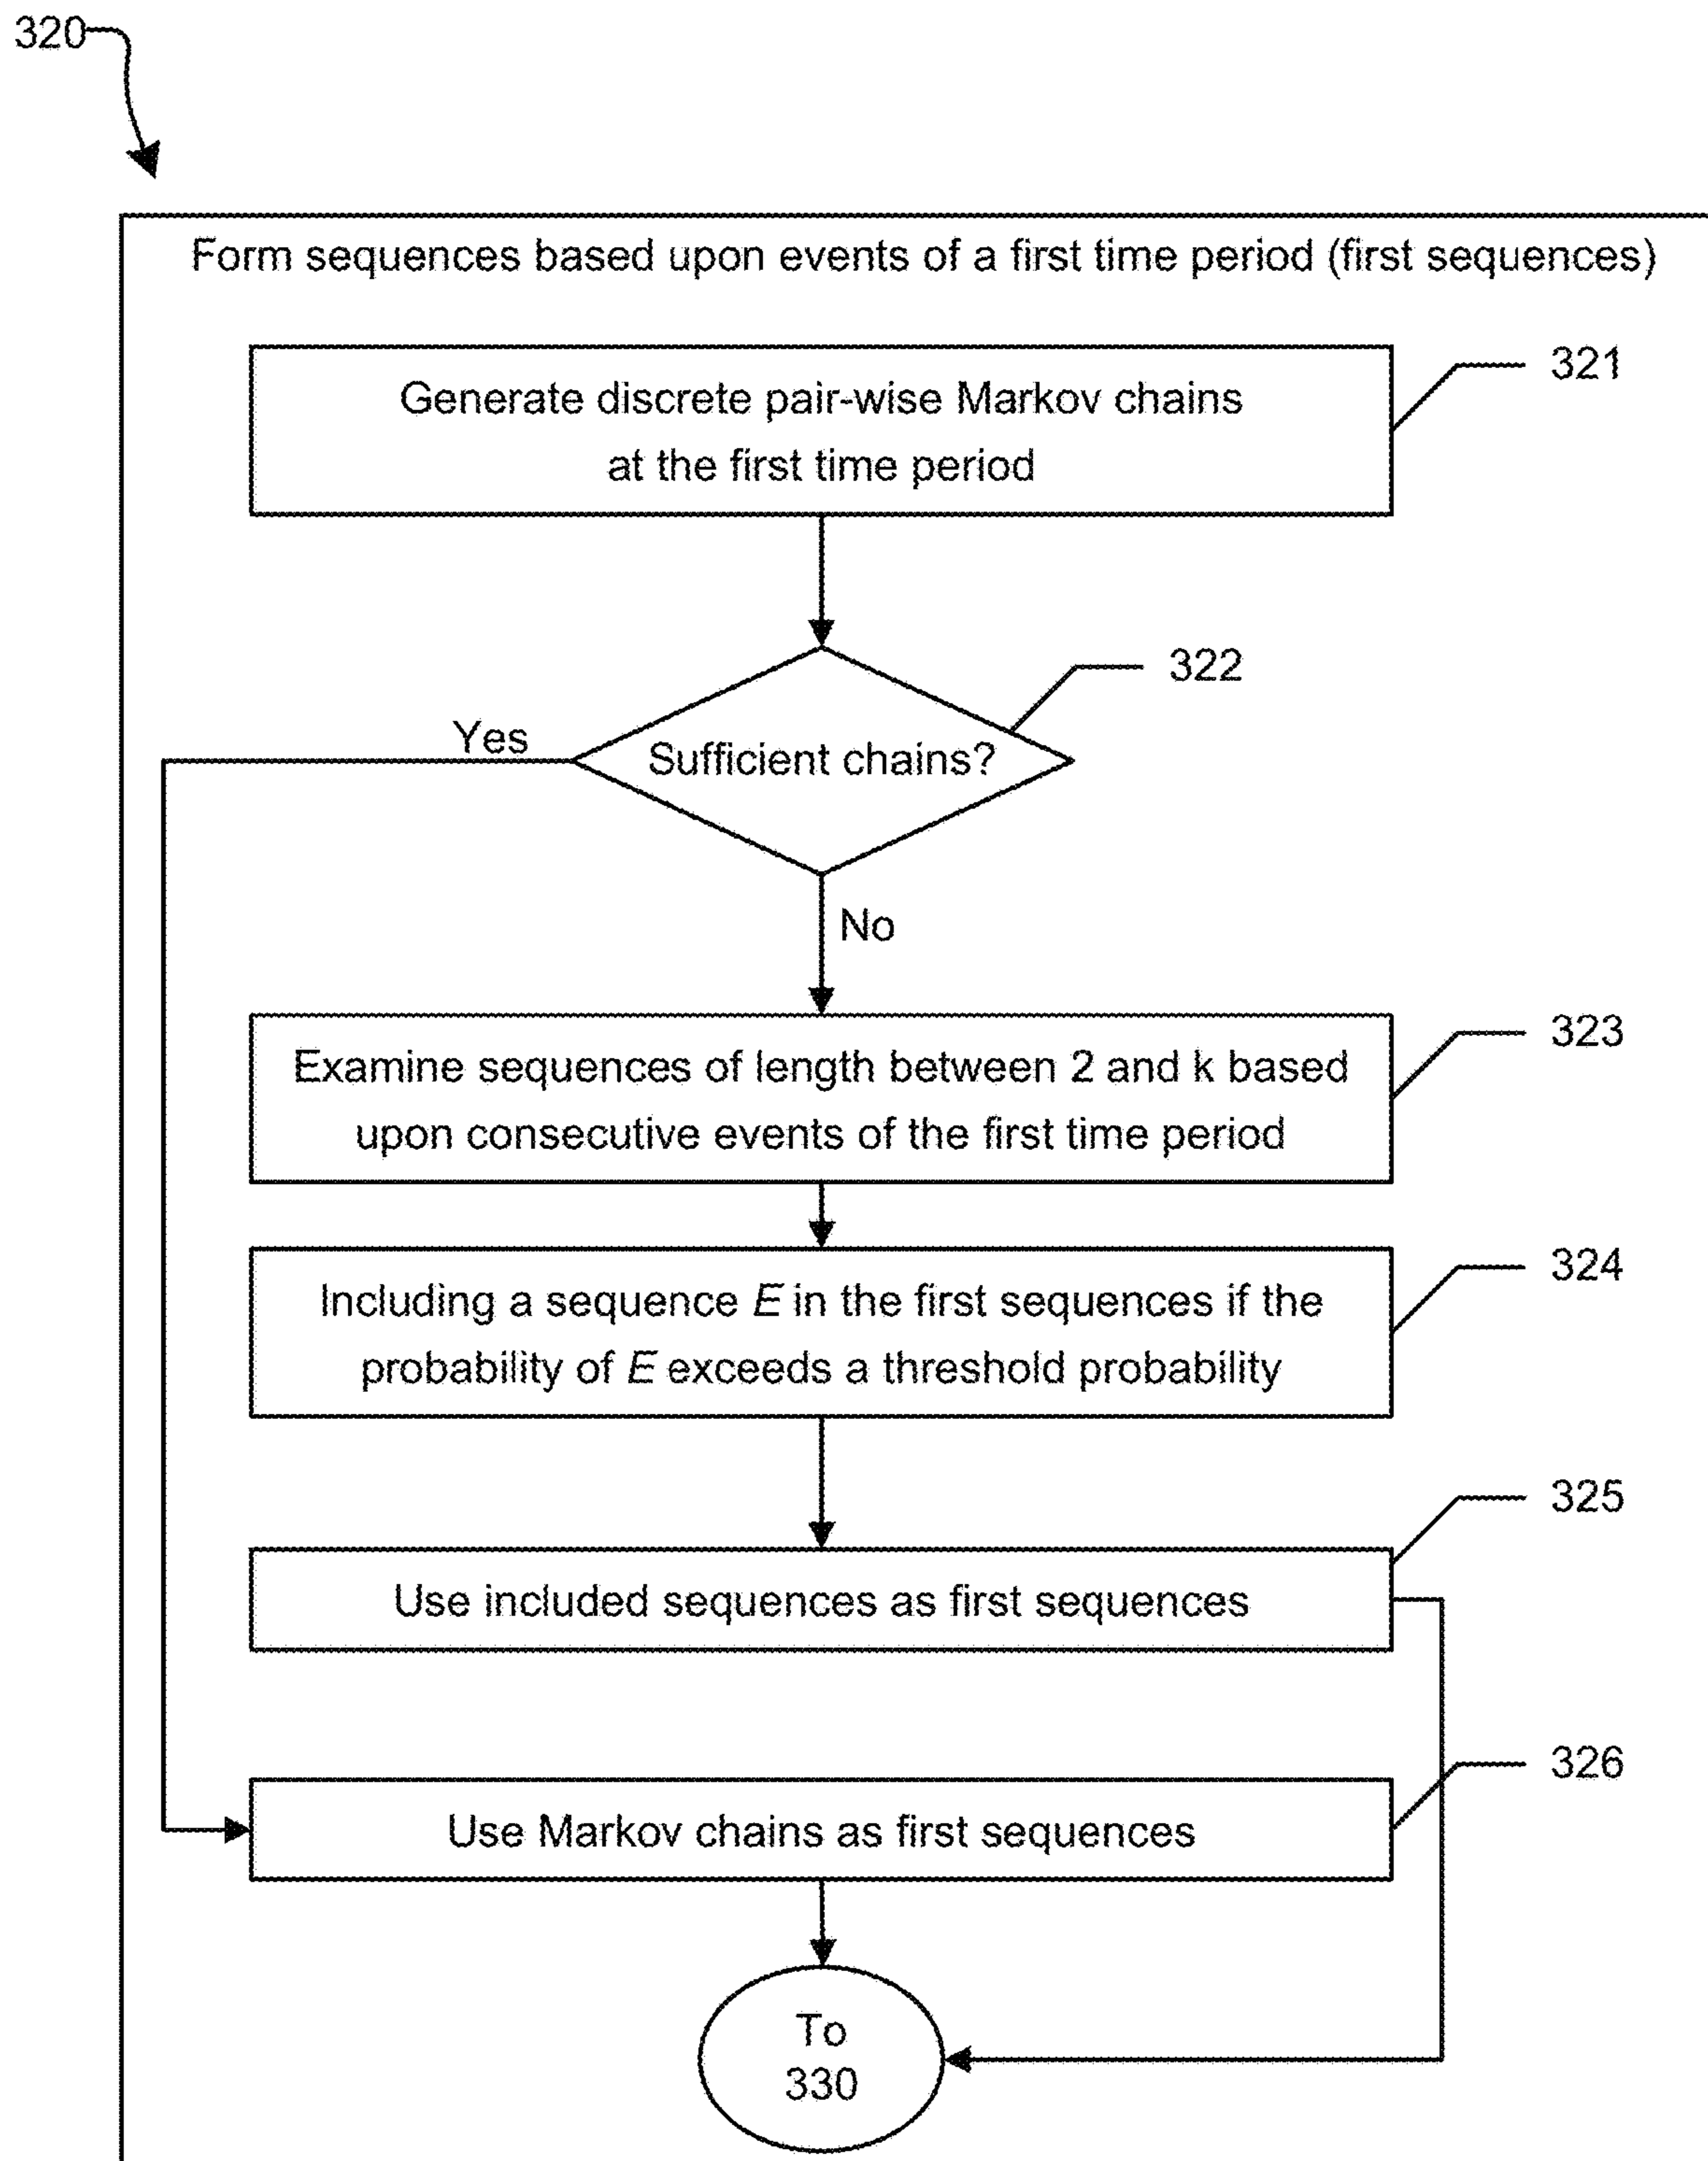 320
Form sequences based upon events of a first time period (first sequences)
321
Generate discrete pair-wise Markov chains
at the first time period
322
Yes
Sufficient chains?
No
323
Examine sequences of length between 2 and k based
upon consecutive events of the first time period
324
Including a sequence E in the first sequences if the
probability of E exceeds a threshold probability
325
Use included sequences as first sequences
326
Use Markov chains as first sequences
To
330